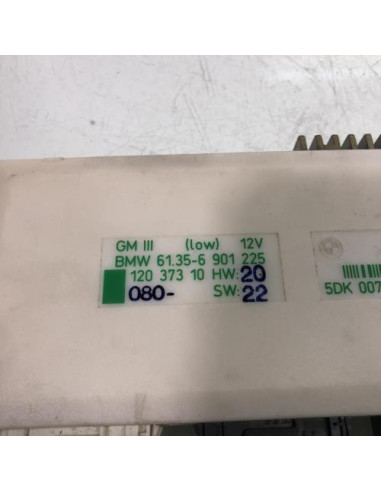 GM III (low) 12V
BMW 61.35-6 901 225
120 373 10 HW: 20
080- SW: 22
5DK 007